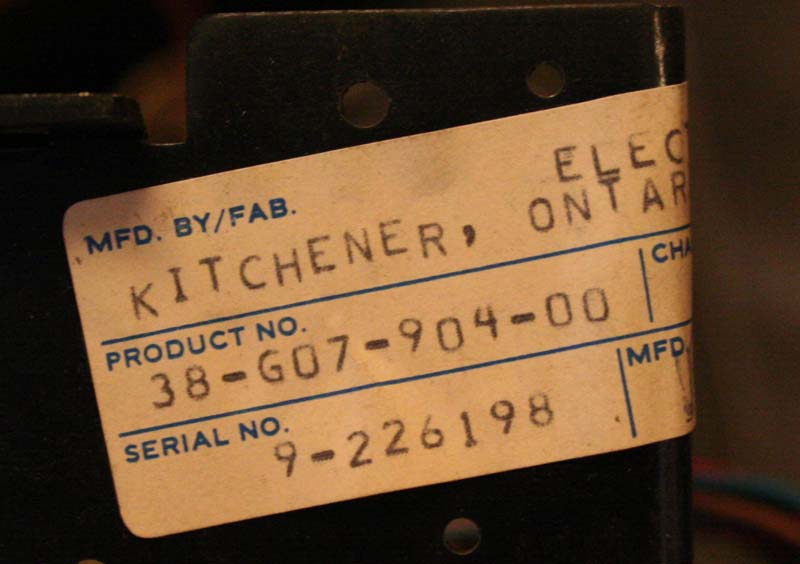 ELEC
MFD. BY/FAB.
KITCHENER, ONTAR
PRODUCT NO.
CHA
38-G07-904-00
SERIAL NO.
MFD.
9-226198